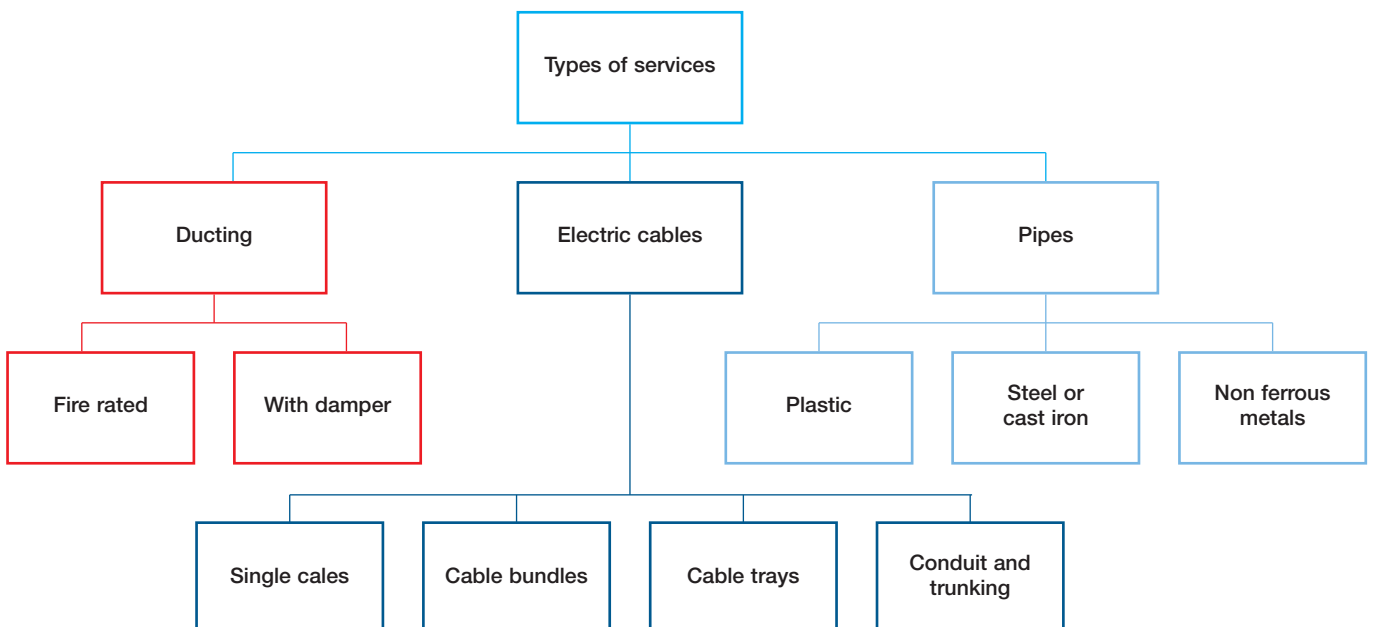 Types of services
Ducting
Electric cables
Pipes
Fire rated
With damper
Plastic
Steel or
cast iron
Non ferrous
metals
Single cales
Cable bundles
Cable trays
Conduit and
trunking